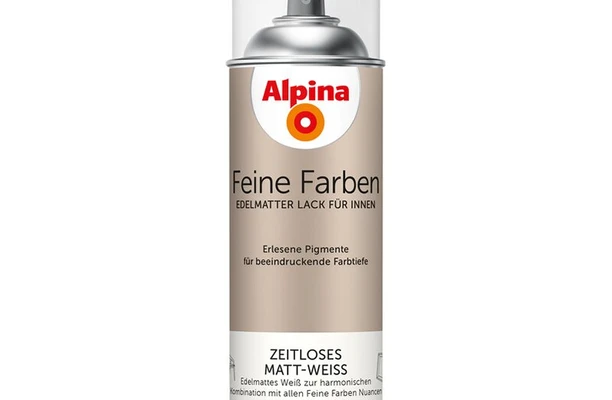 Alpina
Feine Farben
EDELMATTER LACK FÜR INNEN
Erlesene Pigmente
für beeindruckende Farbtiefe
ZEITLOSES
MATT-WEISS
Edelmattes Weiß zur harmonischen
Kombination mit allen Feine Farben Nuancen